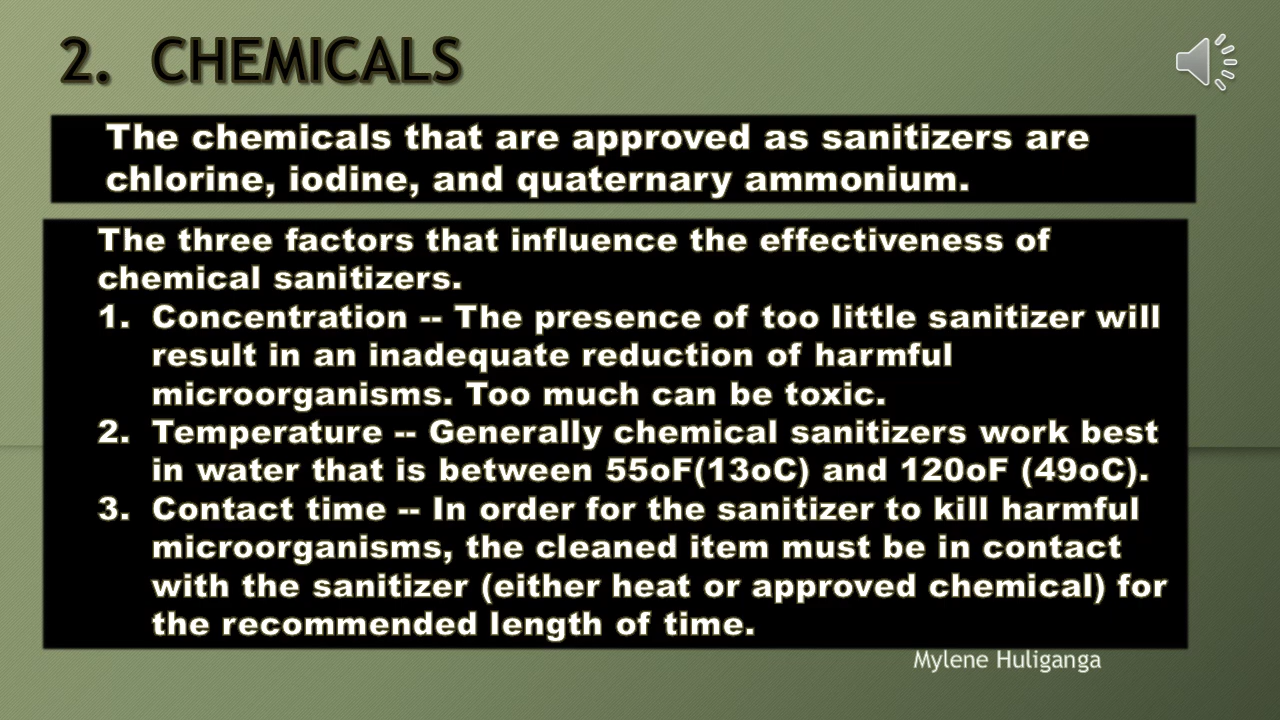 2. CHEMICALS
The chemicals that are approved as sanitizers are
chlorine, iodine, and quaternary ammonium.
The three factors that influence the effectiveness of
chemical sanitizers.
1. Concentration -- The presence of too little sanitizer will
result in an inadequate reduction of harmful
microorganisms. Too much can be toxic.
2. Temperature -- Generally chemical sanitizers work best
in water that is between 55oF(13oC) and 120oF (49oC).
3. Contact time -- In order for the sanitizer to kill harmful
microorganisms, the cleaned item must be in contact
with the sanitizer (either heat or approved chemical) for
the recommended length of time.
Mylene Huliganga